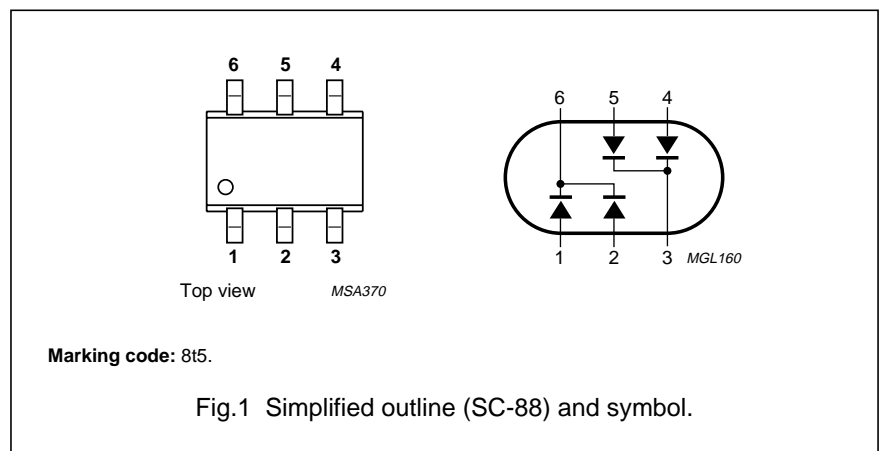 6 5 4
1 2 3
Top view MSA370
6 5 4
1 2 3 MGL160
Marking code: 8t5.
Fig.1 Simplified outline (SC-88) and symbol.